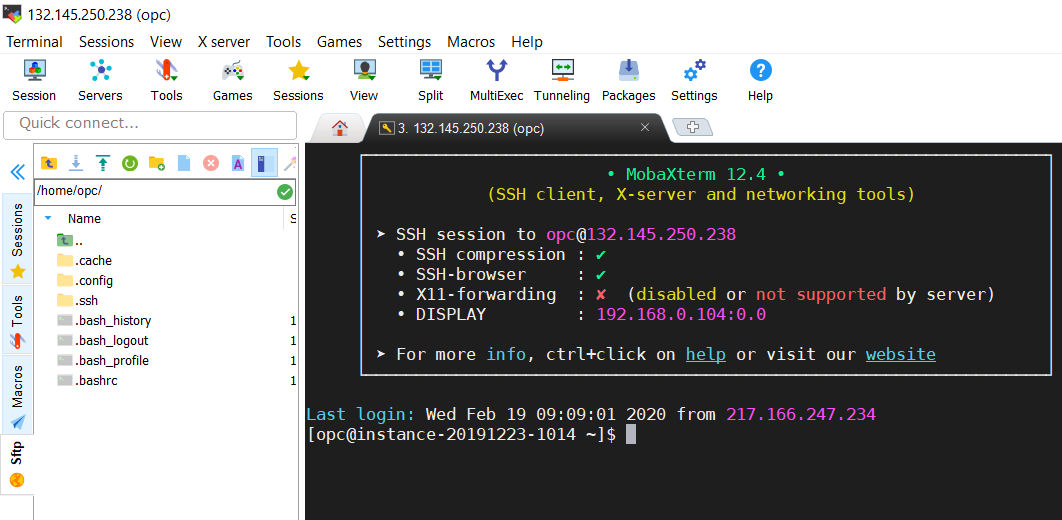 132.145.250.238 (opc)
Terminal Sessions View X server Tools Games Settings Macros Help
Session Servers Tools Games Sessions View Split MultiExec Tunneling Packages Settings Help
Quick connect...
3. 132.145.250.238 (opc)
Sessions
Tools
Macros
Sftp
/home/opc/
Name S
..
.cache
.config
.ssh
.bash_history 1
.bash_logout 1
.bash_profile 1
.bashrc 1
• MobaXterm 12.4 •
(SSH client, X-server and networking tools)
➤ SSH session to opc@132.145.250.238
• SSH compression : ✔
• SSH-browser : ✔
• X11-forwarding : ✘ (disabled or not supported by server)
• DISPLAY : 192.168.0.104:0.0
➤ For more info, ctrl+click on help or visit our website
Last login: Wed Feb 19 09:09:01 2020 from 217.166.247.234
[opc@instance-20191223-1014 ~]$